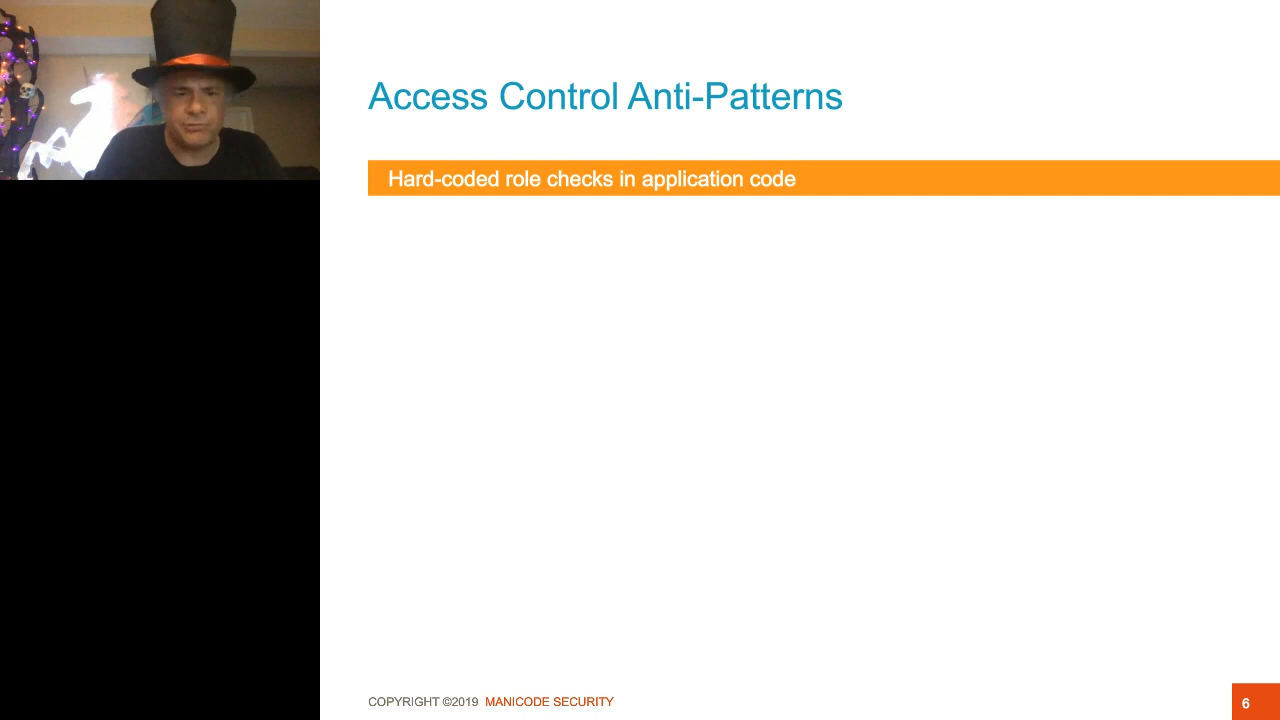 Access Control Anti-Patterns
Hard-coded role checks in application code
COPYRIGHT ©2019 MANICODE SECURITY
6